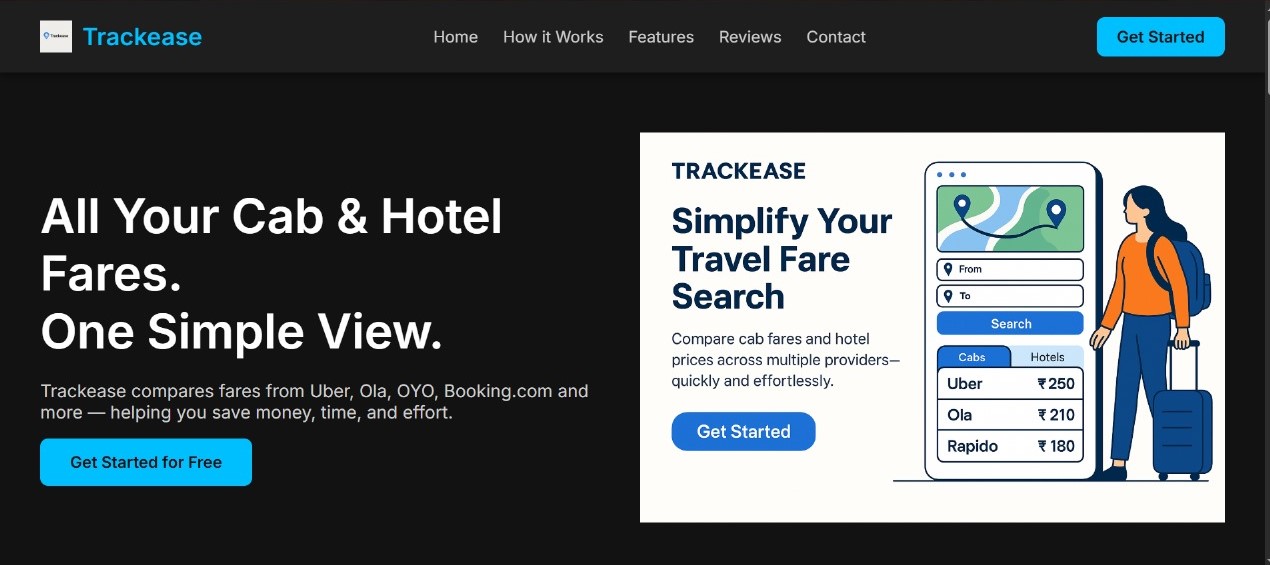 Trackease
Trackease
Home
How it Works
Features
Reviews
Contact
Get Started
All Your Cab & Hotel
Fares.
One Simple View.
Trackease compares fares from Uber, Ola, OYO, Booking.com and
more — helping you save money, time, and effort.
Get Started for Free
TRACKEASE
Simplify Your
Travel Fare
Search
Compare cab fares and hotel
prices across multiple providers—
quickly and effortlessly.
Get Started
From
To
Search
Cabs Hotels
Uber ₹250
Ola ₹ 210
Rapido ₹ 180